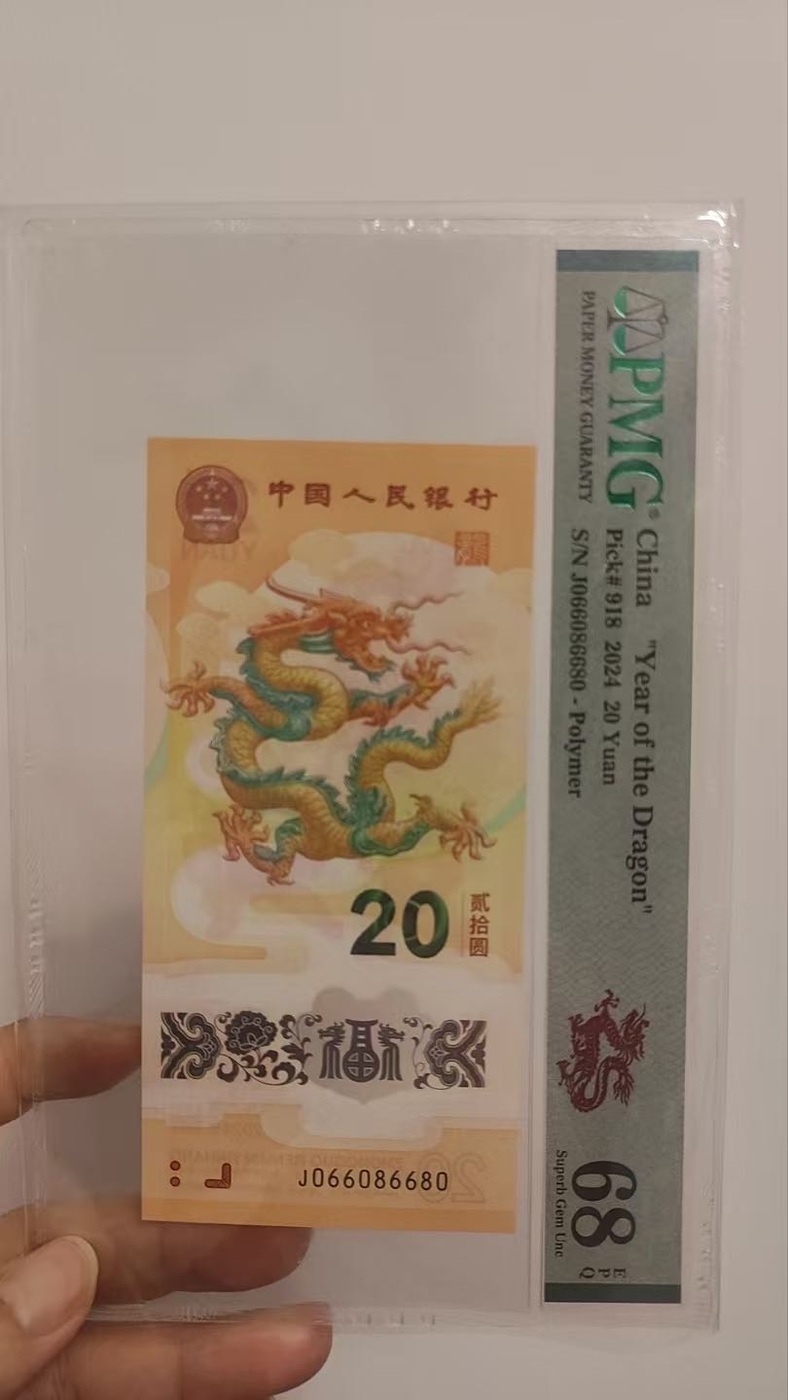 中国人民银行
20
贰拾圆
福
J066086680
PMG®
PAPER MONEY GUARANTY
China "Year of the Dragon"
Pick# 918 2024 20 Yuan
S/N J066086680 - Polymer
68
EPQ
Superb Gem Unc